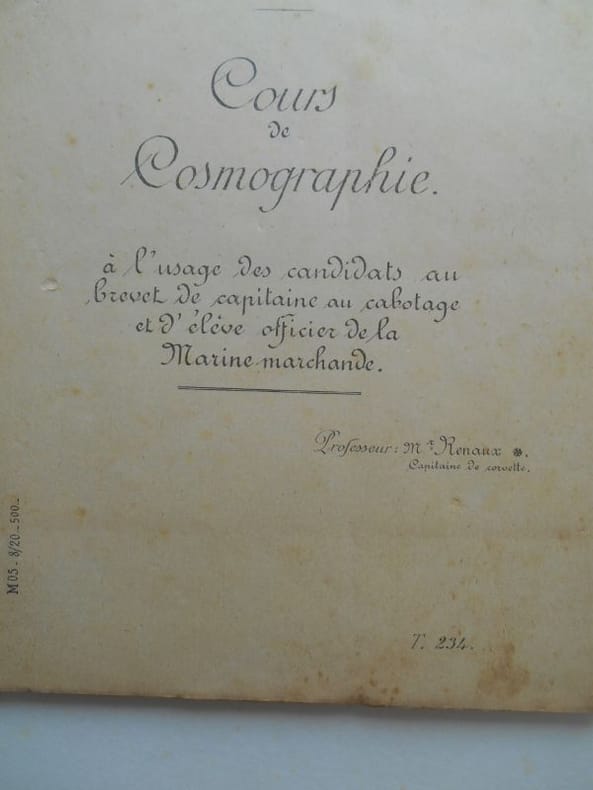 Cours
de
Cosmographie.
à l'usage des candidats au
brevet de capitaine au cabotage
et d'élève officier de la
Marine marchande.
Professeur: Mr Renaux ✽.
Capitaine de corvette.
M05 - 8/20 - 500..
T. 234.